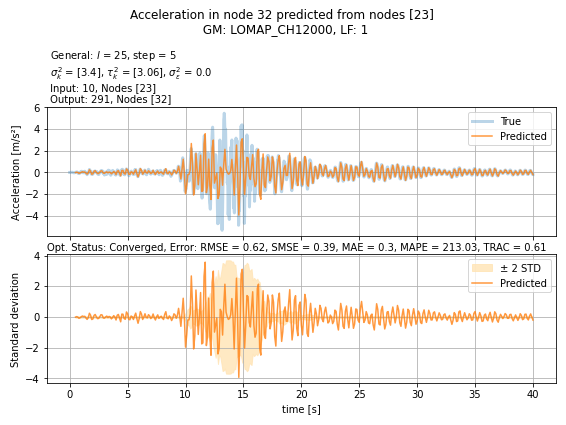 Acceleration in node 32 predicted from nodes [23]
GM: LOMAP_CH12000, LF: 1
General: l = 25, step = 5
σ²ₖ = [3.4], τ²ₖ = [3.06], σ²ε = 0.0
Input: 10, Nodes [23]
Output: 291, Nodes [32]
Acceleration [m/s²]
6
4
2
0
−2
−4
True
Predicted
Opt. Status: Converged, Error: RMSE = 0.62, SMSE = 0.39, MAE = 0.3, MAPE = 213.03, TRAC = 0.61
Standard deviation
4
2
0
−2
−4
± 2 STD
Predicted
0 5 10 15 20 25 30 35 40
time [s]